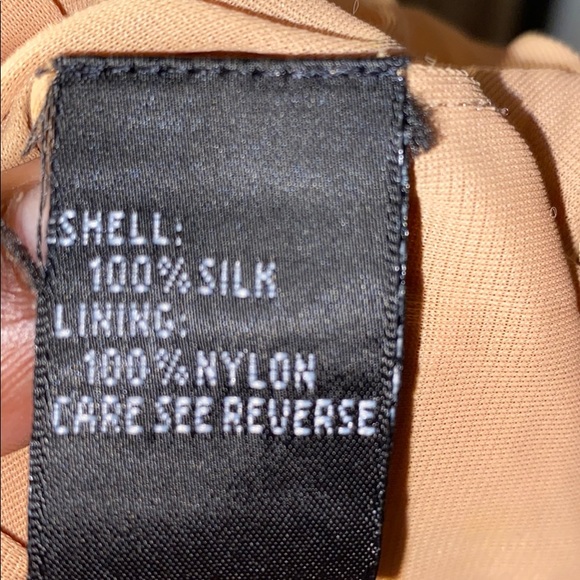 SHELL:
100% SILK
LINING:
100% NYLON
CARE SEE REVERSE